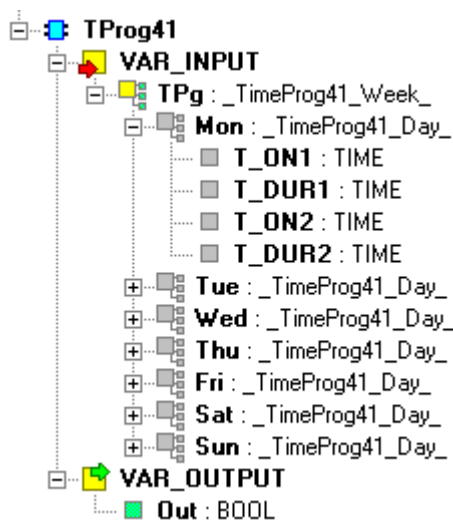 TProg41
VAR_INPUT
TPg : _TimeProg41_Week_
Mon : _TimeProg41_Day_
T_ON1 : TIME
T_DUR1 : TIME
T_ON2 : TIME
T_DUR2 : TIME
Tue : _TimeProg41_Day_
Wed : _TimeProg41_Day_
Thu : _TimeProg41_Day_
Fri : _TimeProg41_Day_
Sat : _TimeProg41_Day_
Sun : _TimeProg41_Day_
VAR_OUTPUT
Out : BOOL